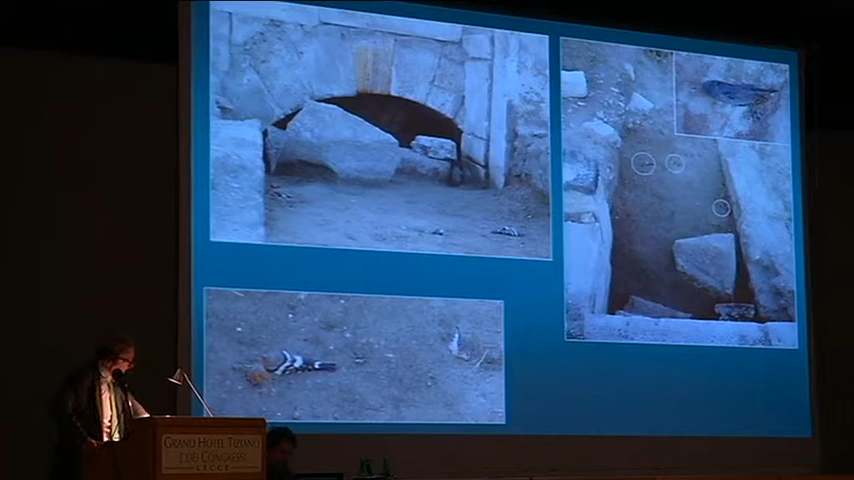 GRAND HOTEL TIZIANO
E DEI CONGRESSI
LECCE